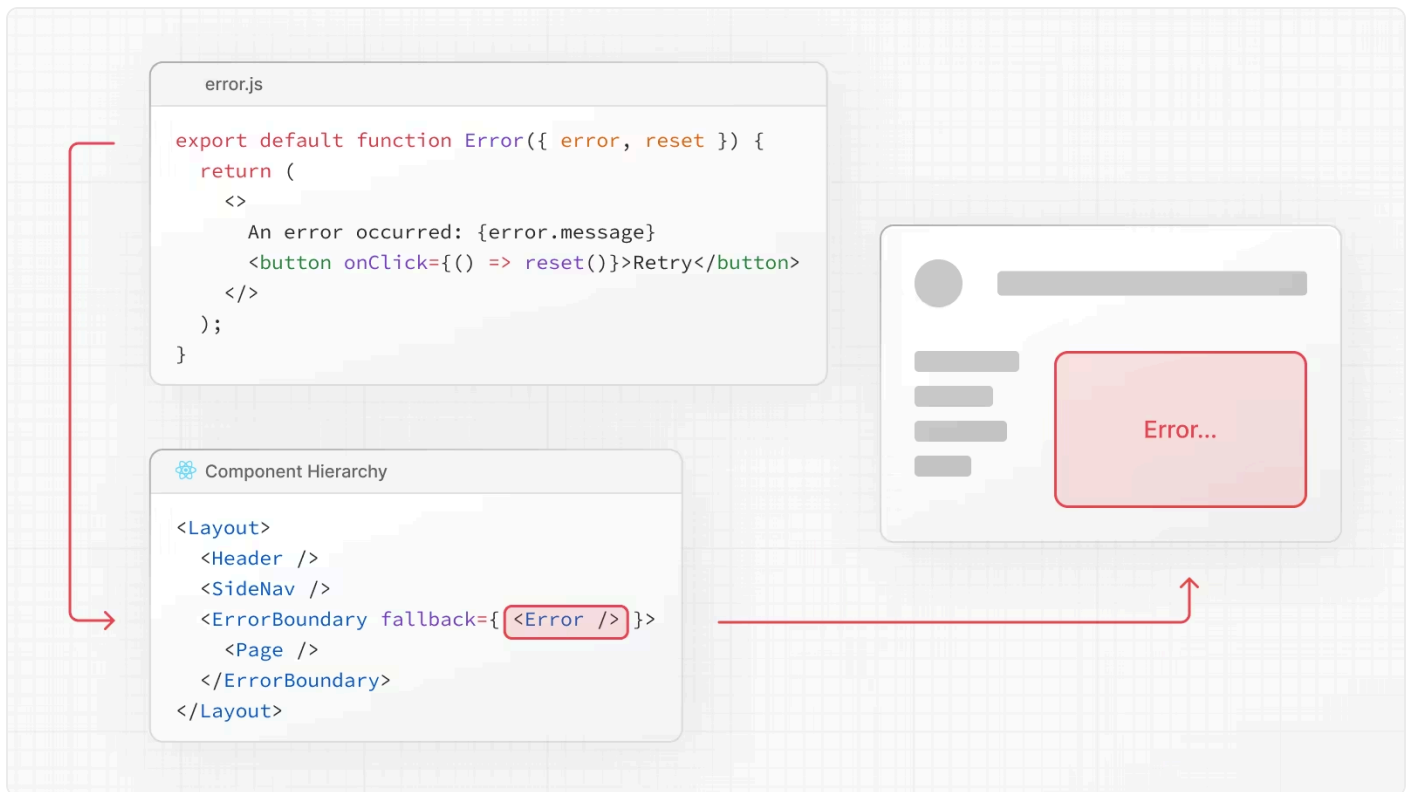 error.js
export default function Error({ error, reset }) {
return (
<>
An error occurred: {error.message}
<button onClick={() => reset()}>Retry</button>
</>
);
}
Component Hierarchy
<Layout>
<Header />
<SideNav />
<ErrorBoundary fallback={ <Error /> }>
<Page />
</ErrorBoundary>
</Layout>
Error...